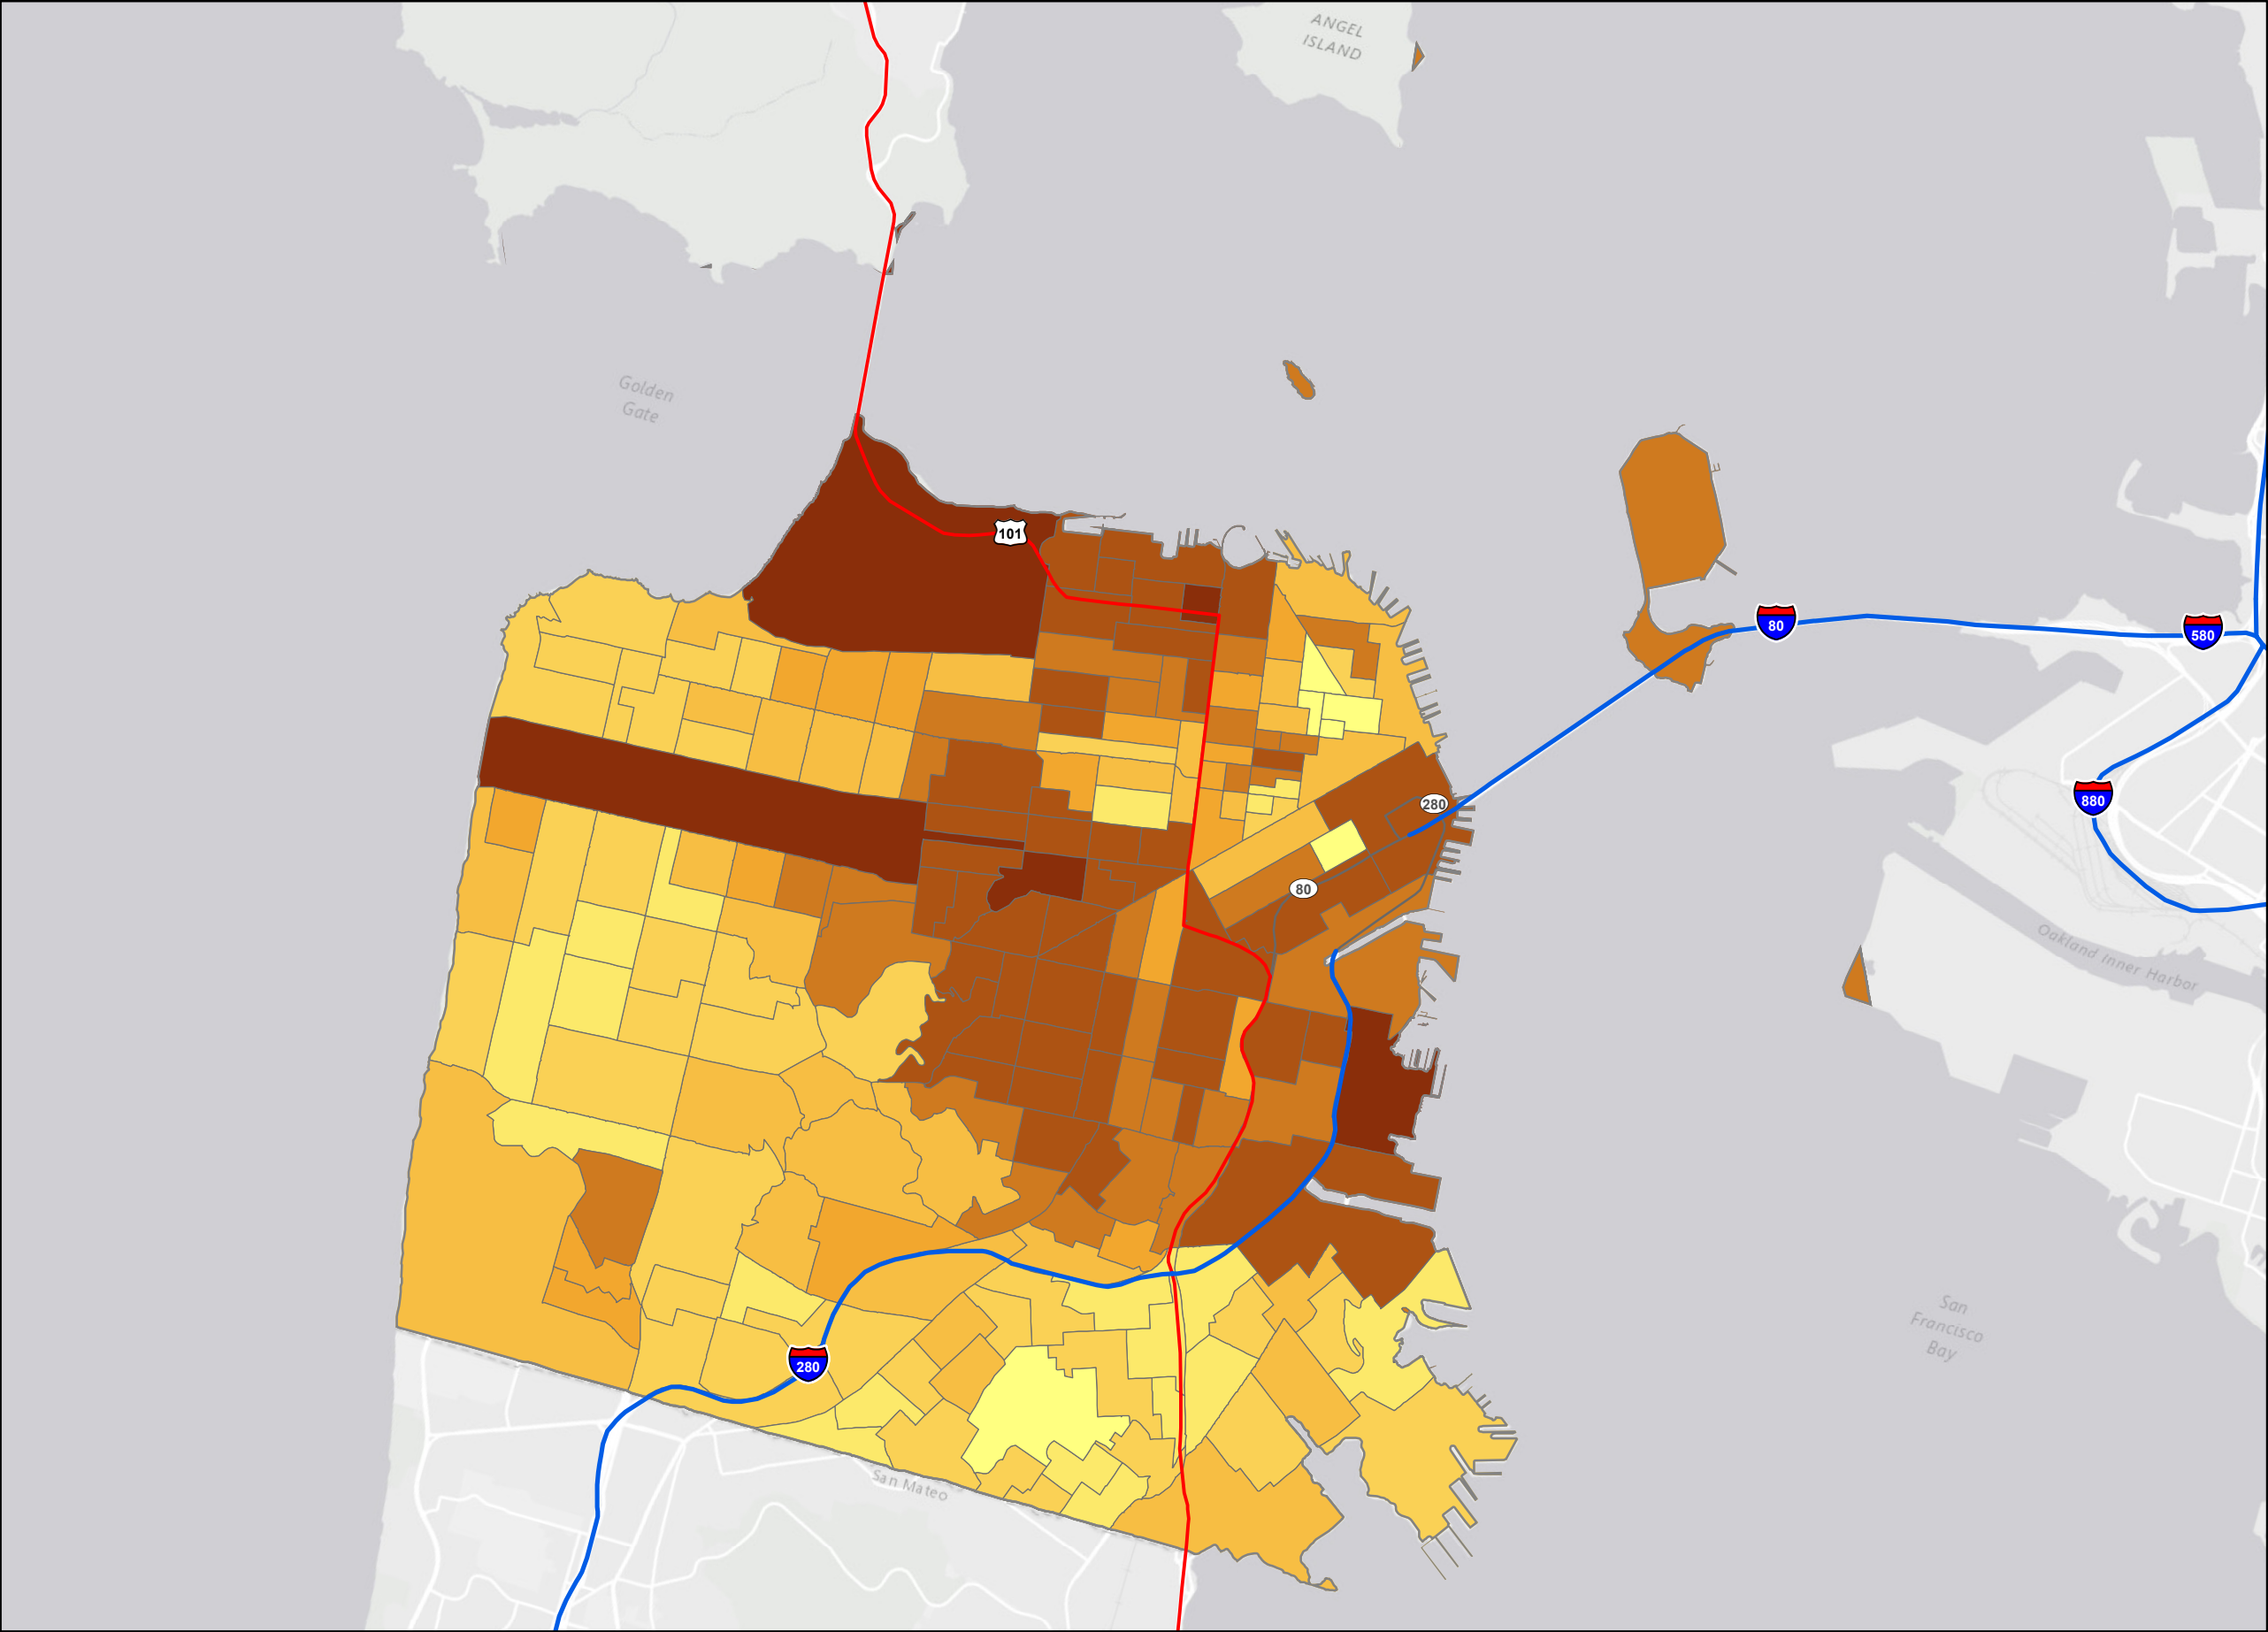 ANGEL
ISLAND
Golden
Gate
101
80
580
280
880
80
Oakland Inner Harbor
San
Francisco
Bay
280
San Mateo